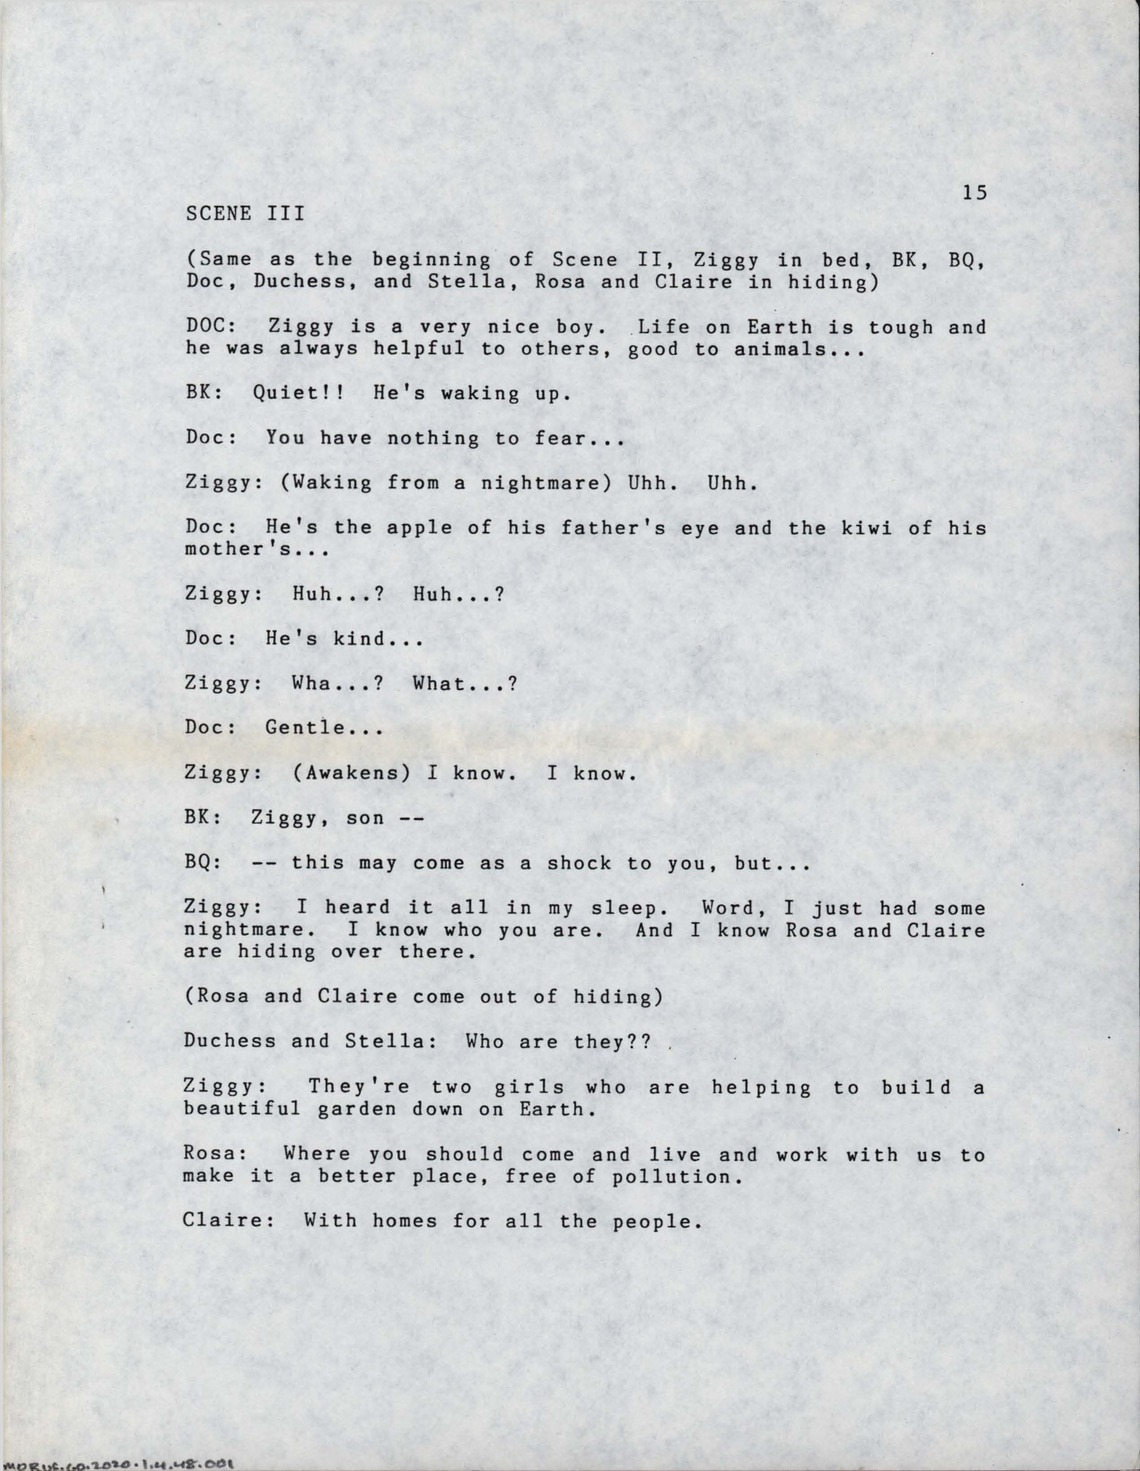 15
SCENE III
(Same as the beginning of Scene II, Ziggy in bed, BK, BQ,
Doc, Duchess, and Stella, Rosa and Claire in hiding)
DOC: Ziggy is a very nice boy. Life on Earth is tough and
he was always helpful to others, good to animals...
BK: Quiet!! He's waking up.
Doc: You have nothing to fear...
Ziggy: (Waking from a nightmare) Uhh. Uhh.
Doc: He's the apple of his father's eye and the kiwi of his
mother's...
Ziggy: Huh...? Huh...?
Doc: He's kind...
Ziggy: Wha...? What...?
Doc: Gentle...
Ziggy: (Awakens) I know. I know.
BK: Ziggy, son --
BQ: -- this may come as a shock to you, but...
Ziggy: I heard it all in my sleep. Word, I just had some
nightmare. I know who you are. And I know Rosa and Claire
are hiding over there.
(Rosa and Claire come out of hiding)
Duchess and Stella: Who are they??
Ziggy: They're two girls who are helping to build a
beautiful garden down on Earth.
Rosa: Where you should come and live and work with us to
make it a better place, free of pollution.
Claire: With homes for all the people.